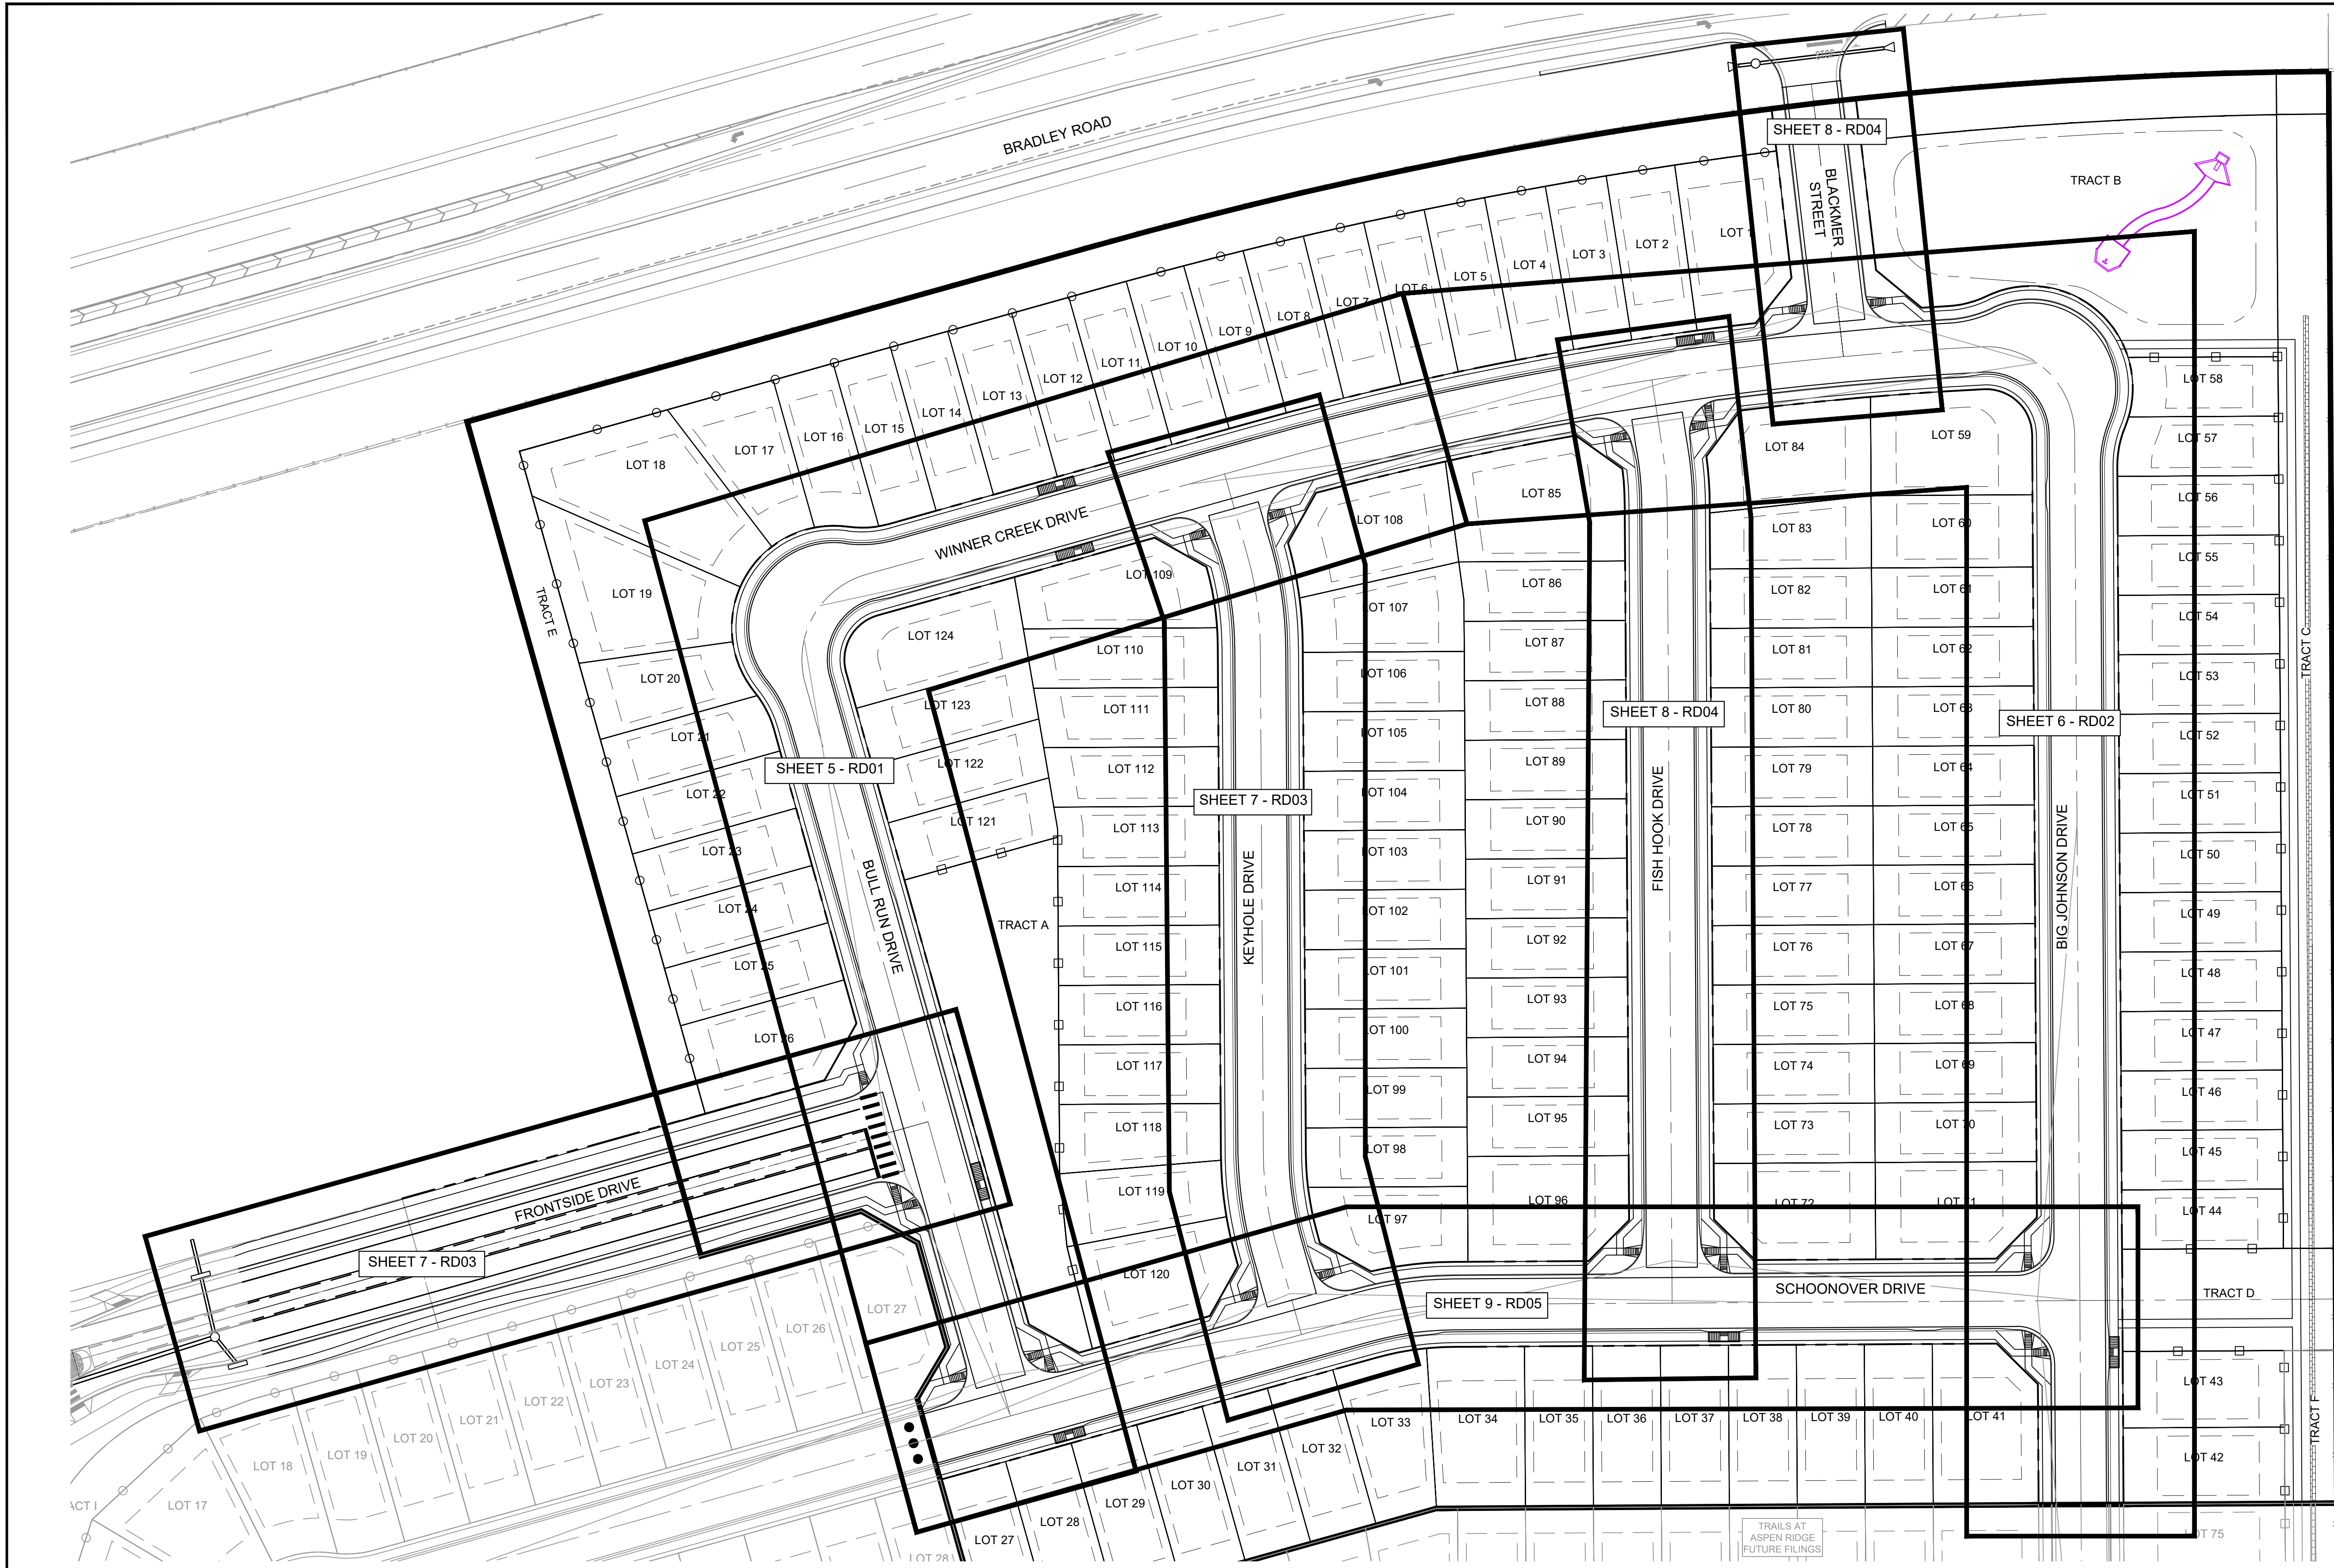 STOP
BRADLEY ROAD
SHEET 8 - RD04
BLACKMER
STREET
TRACT B
LOT 1
LOT 2
LOT 3
LOT 4
LOT 5
LOT 6
LOT 7
LOT 8
LOT 9
LOT 10
LOT 11
LOT 12
LOT 13
LOT 14
LOT 15
LOT 16
LOT 17
LOT 18
LOT 19
TRACT E
LOT 20
LOT 21
LOT 22
LOT 23
LOT 24
LOT 25
LOT 26
WINNER CREEK DRIVE
SHEET 5 - RD01
BULL RUN DRIVE
LOT 124
LOT 123
LOT 122
LOT 121
TRACT A
LOT 109
LOT 110
LOT 111
LOT 112
LOT 113
LOT 114
LOT 115
LOT 116
LOT 117
LOT 118
LOT 119
LOT 120
SHEET 7 - RD03
KEYHOLE DRIVE
LOT 108
LOT 107
LOT 106
LOT 105
LOT 104
LOT 103
LOT 102
LOT 101
LOT 100
LOT 99
LOT 98
LOT 97
LOT 85
LOT 86
LOT 87
LOT 88
LOT 89
LOT 90
LOT 91
LOT 92
LOT 93
LOT 94
LOT 95
LOT 96
SHEET 8 - RD04
FISH HOOK DRIVE
LOT 84
LOT 83
LOT 82
LOT 81
LOT 80
LOT 79
LOT 78
LOT 77
LOT 76
LOT 75
LOT 74
LOT 73
LOT 72
LOT 59
LOT 60
LOT 61
LOT 62
LOT 63
LOT 64
LOT 65
LOT 66
LOT 67
LOT 68
LOT 69
LOT 70
LOT 71
SHEET 6 - RD02
BIG JOHNSON DRIVE
LOT 58
LOT 57
LOT 56
LOT 55
LOT 54
LOT 53
LOT 52
LOT 51
LOT 50
LOT 49
LOT 48
LOT 47
LOT 46
LOT 45
LOT 44
TRACT C
TRACT D
LOT 43
LOT 42
TRACT F
LOT 75
FRONTSIDE DRIVE
SHEET 7 - RD03
SHEET 9 - RD05
SCHOONOVER DRIVE
LOT 27
LOT 26
LOT 25
LOT 24
LOT 23
LOT 22
LOT 21
LOT 20
LOT 19
LOT 18
LOT 17
ACT I
LOT 27
LOT 28
LOT 29
LOT 30
LOT 31
LOT 32
LOT 33
LOT 34
LOT 35
LOT 36
LOT 37
LOT 38
LOT 39
LOT 40
LOT 41
LOT 28
TRAILS AT
ASPEN RIDGE
FUTURE FILINGS